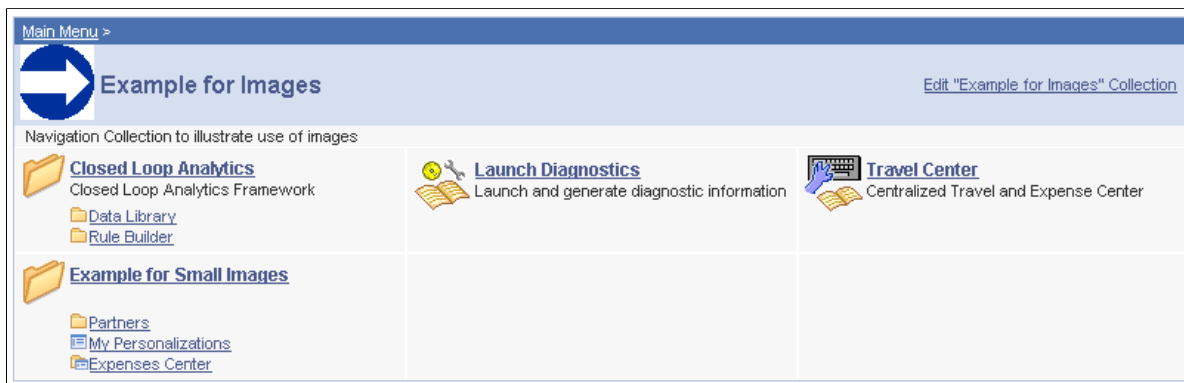 Main Menu >
Example for Images
Edit "Example for Images" Collection
Navigation Collection to illustrate use of images
Closed Loop Analytics
Closed Loop Analytics Framework
Data Library
Rule Builder
Launch Diagnostics
Launch and generate diagnostic information
Travel Center
Centralized Travel and Expense Center
Example for Small Images
Partners
My Personalizations
Expenses Center